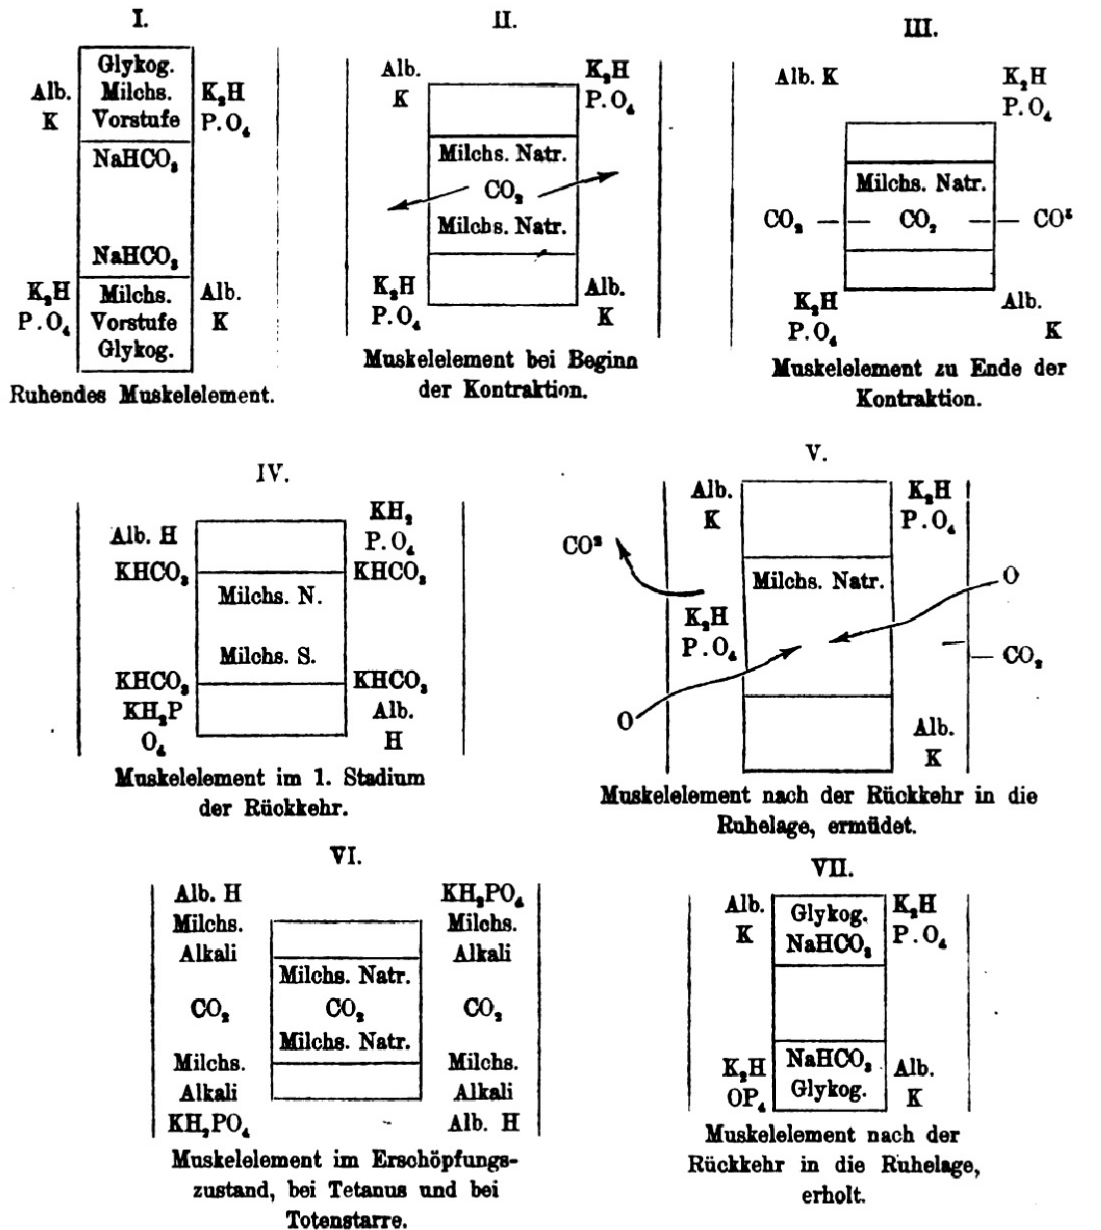 I.
Glykog.
Alb. Milchs. K₂H
K Vorstufe P.O₄
NaHCO₃
NaHCO₃
K₂H Milchs. Alb.
P.O₄ Vorstufe K
Glykog.
Ruhendes Muskelelement.
II.
Alb. K₂H
K P.O₄
Milchs. Natr.
CO₂
Milchs. Natr.
K₂H Alb.
P.O₄ K
Muskelelement bei Beginn
der Kontraktion.
III.
Alb. K K₂H
P.O₄
Milchs. Natr.
CO₂ CO₂ CO²
K₂H Alb.
P.O₄ K
Muskelelement zu Ende der
Kontraktion.
IV.
Alb. H KH₂
P.O₄
KHCO₃ KHCO₃
Milchs. N.
Milchs. S.
KHCO₃ KHCO₃
KH₂P Alb.
O₄ H
Muskelelement im 1. Stadium
der Rückkehr.
V.
Alb. K₂H
K P.O₄
CO²
Milchs. Natr. O
K₂H
P.O₄ CO₂
O
Alb.
K
Muskelelement nach der Rückkehr in die
Ruhelage, ermüdet.
VI.
Alb. H KH₂PO₄
Milchs. Milchs.
Alkali Alkali
Milchs. Natr.
CO₂ CO₂ CO₂
Milchs. Natr.
Milchs. Milchs.
Alkali Alkali
KH₂PO₄ Alb. H
Muskelelement im Erschöpfungs-
zustand, bei Tetanus und bei
Totenstarre.
VII.
Alb. Glykog. K₂H
K NaHCO₃ P.O₄
K₂H NaHCO₃ Alb.
OP₄ Glykog. K
Muskelelement nach der
Rückkehr in die Ruhelage,
erholt.